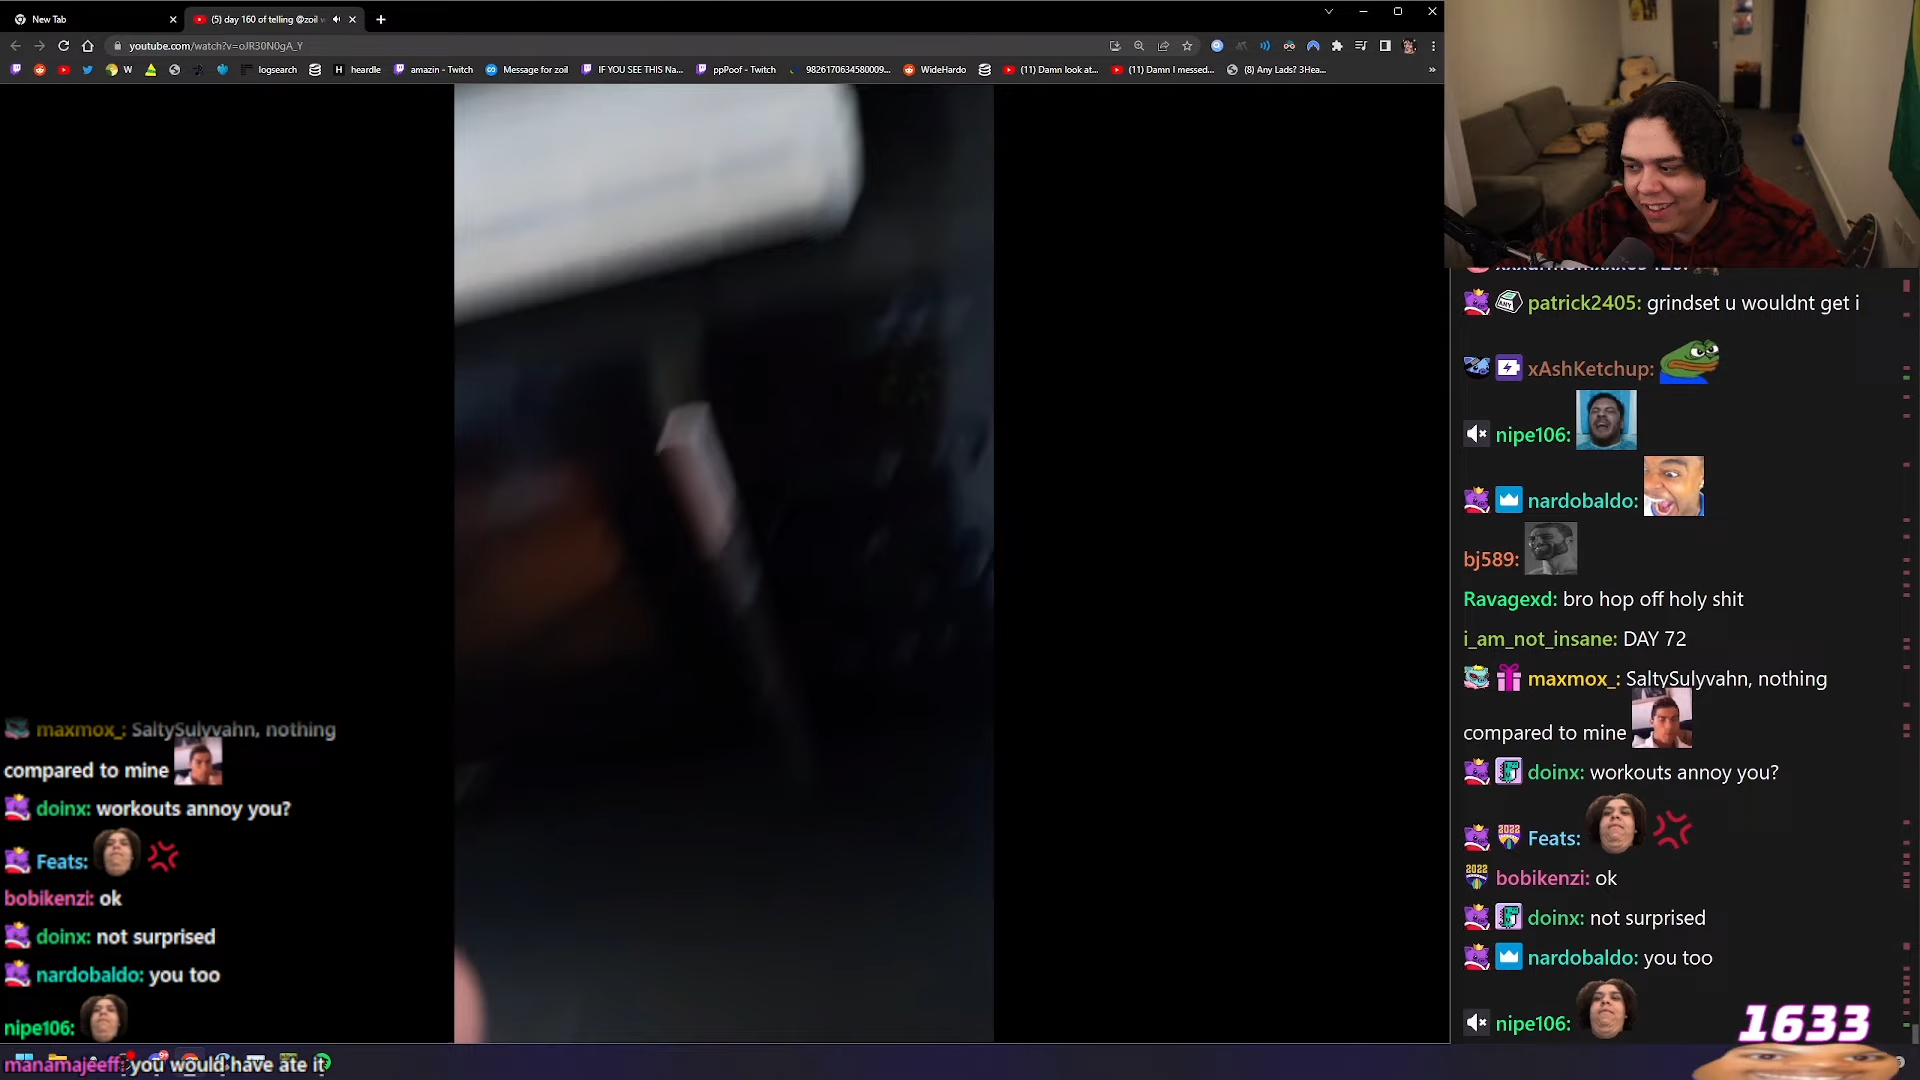 New Tab
(5) day 160 of telling @zoil w
youtube.com/watch?v=oJR30N0gA_Y
W
logsearch
H heardle
amazin - Twitch
Message for zoil
IF YOU SEE THIS Na...
ppPoof - Twitch
9826170634580009...
WideHardo
(11) Damn look at...
(11) Damn I messed...
(8) Any Lads? 3Hea...
»
patrick2405: grindset u wouldnt get i
xAshKetchup:
nipe106:
nardobaldo:
bj589:
Ravagexd: bro hop off holy shit
i_am_not_insane: DAY 72
maxmox_: SaltySulyvahn, nothing
compared to mine
doinx: workouts annoy you?
2022 Feats:
2022 bobikenzi: ok
doinx: not surprised
nardobaldo: you too
nipe106:
1633
maxmox_: SaltySulyvahn, nothing
compared to mine
doinx: workouts annoy you?
Feats:
bobikenzi: ok
doinx: not surprised
nardobaldo: you too
nipe106:
manamajeeff: you would have ate it